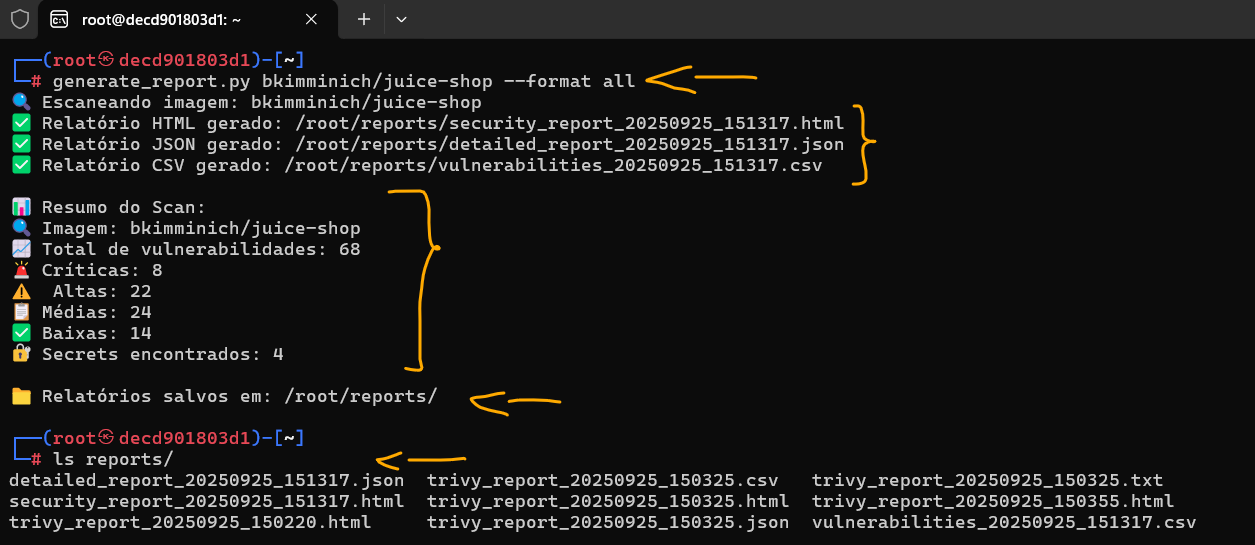 root@decd901803d1: ~
(root㉿decd901803d1)-[~]
# generate_report.py bkimminich/juice-shop --format all
🔍 Escaneando imagem: bkimminich/juice-shop
✅ Relatório HTML gerado: /root/reports/security_report_20250925_151317.html
✅ Relatório JSON gerado: /root/reports/detailed_report_20250925_151317.json
✅ Relatório CSV gerado: /root/reports/vulnerabilities_20250925_151317.csv
📊 Resumo do Scan:
🔍 Imagem: bkimminich/juice-shop
📈 Total de vulnerabilidades: 68
🚨 Críticas: 8
⚠️ Altas: 22
📋 Médias: 24
✅ Baixas: 14
🔐 Secrets encontrados: 4
📁 Relatórios salvos em: /root/reports/
(root㉿decd901803d1)-[~]
# ls reports/
detailed_report_20250925_151317.json trivy_report_20250925_150325.csv trivy_report_20250925_150325.txt
security_report_20250925_151317.html trivy_report_20250925_150325.html trivy_report_20250925_150355.html
trivy_report_20250925_150220.html trivy_report_20250925_150325.json vulnerabilities_20250925_151317.csv